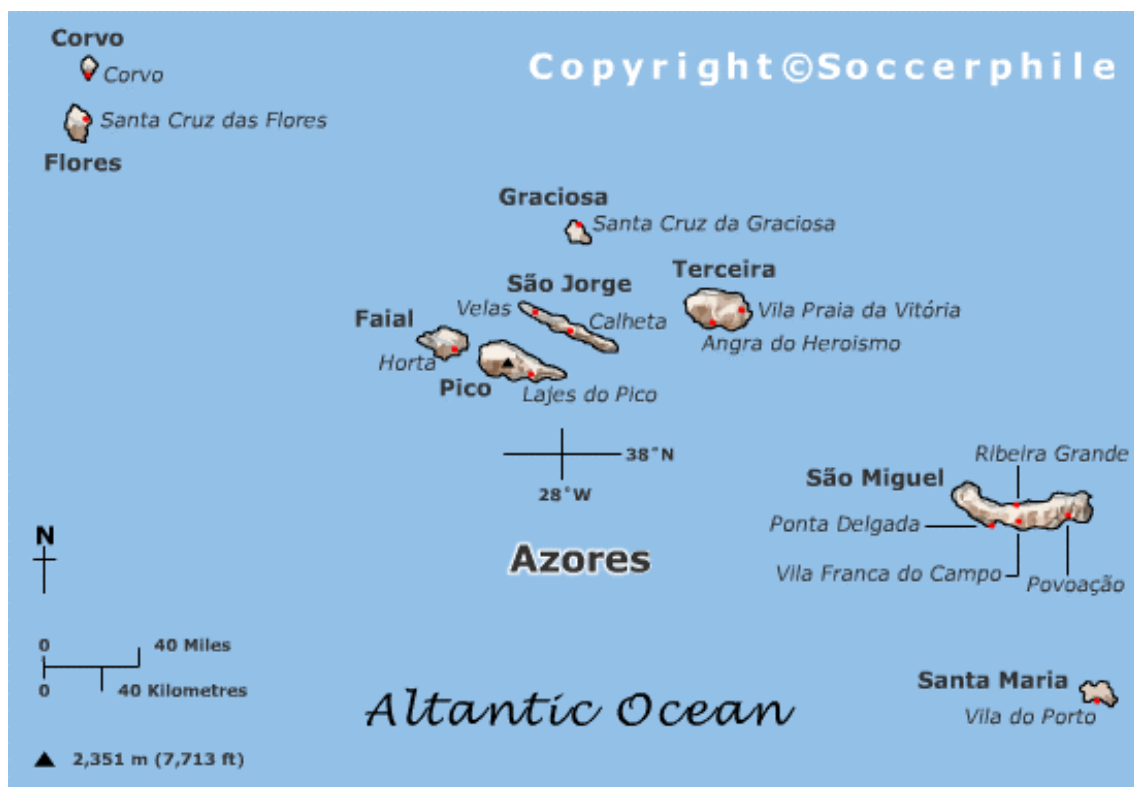 Corvo
Copyright©Soccerphile
Corvo
Santa Cruz das Flores
Flores
Graciosa
Santa Cruz da Graciosa
São Jorge
Terceira
Velas
Vila Praia da Vitória
Faial
Calheta
Angra do Heroismo
Horta
Pico
Lajes do Pico
38°N
28°W
Ribeira Grande
São Miguel
Ponta Delgada
Vila Franca do Campo
Povoação
N
Azores
0
40 Miles
0
40 Kilometres
Santa Maria
Vila do Porto
Altantic Ocean
2,351 m (7,713 ft)